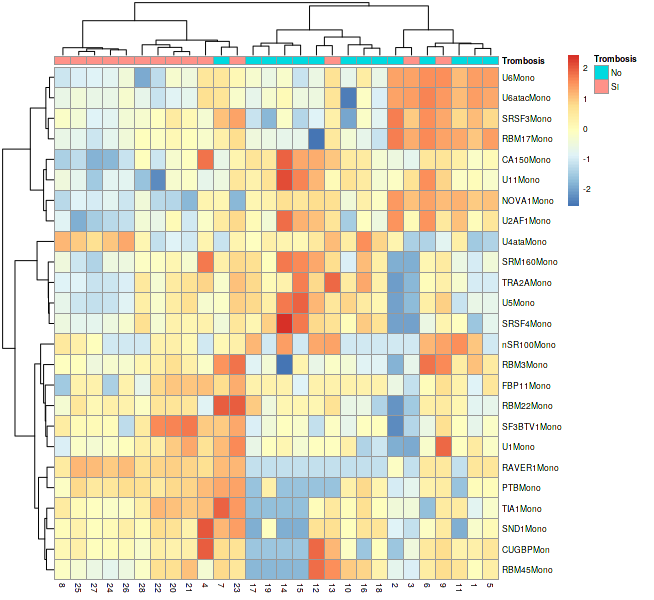 Trombosis
U6Mono
U6atacMono
SRSF3Mono
RBM17Mono
CA150Mono
U11Mono
NOVA1Mono
U2AF1Mono
U4ataMono
SRM160Mono
TRA2AMono
U5Mono
SRSF4Mono
nSR100Mono
RBM3Mono
FBP11Mono
RBM22Mono
SF3BTV1Mono
U1Mono
RAVER1Mono
PTBMono
TIA1Mono
SND1Mono
CUGBPMon
RBM45Mono
8 25 27 24 26 28 22 20 21 4 7 23 17 19 14 15 12 13 10 16 18 2 3 6 9 11 1 5
2
1
0
-1
-2
Trombosis
No
SI